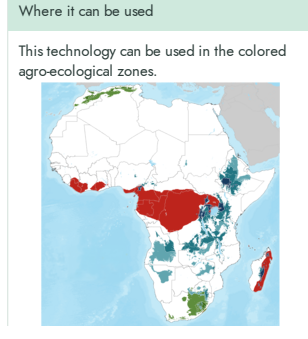 Where it can be used
This technology can be used in the colored
agro-ecological zones.